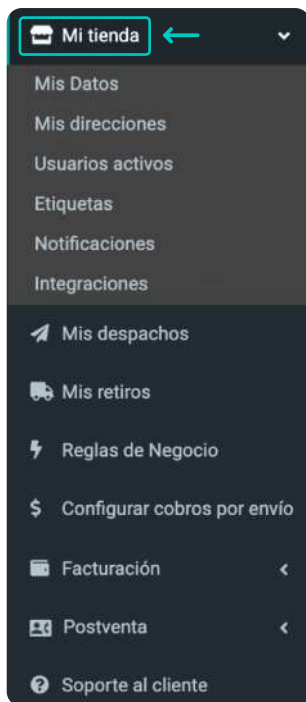 Mi tienda
Mis Datos
Mis direcciones
Usuarios activos
Etiquetas
Notificaciones
Integraciones
Mis despachos
Mis retiros
Reglas de Negocio
$ Configurar cobros por envío
Facturación
Postventa
Soporte al cliente